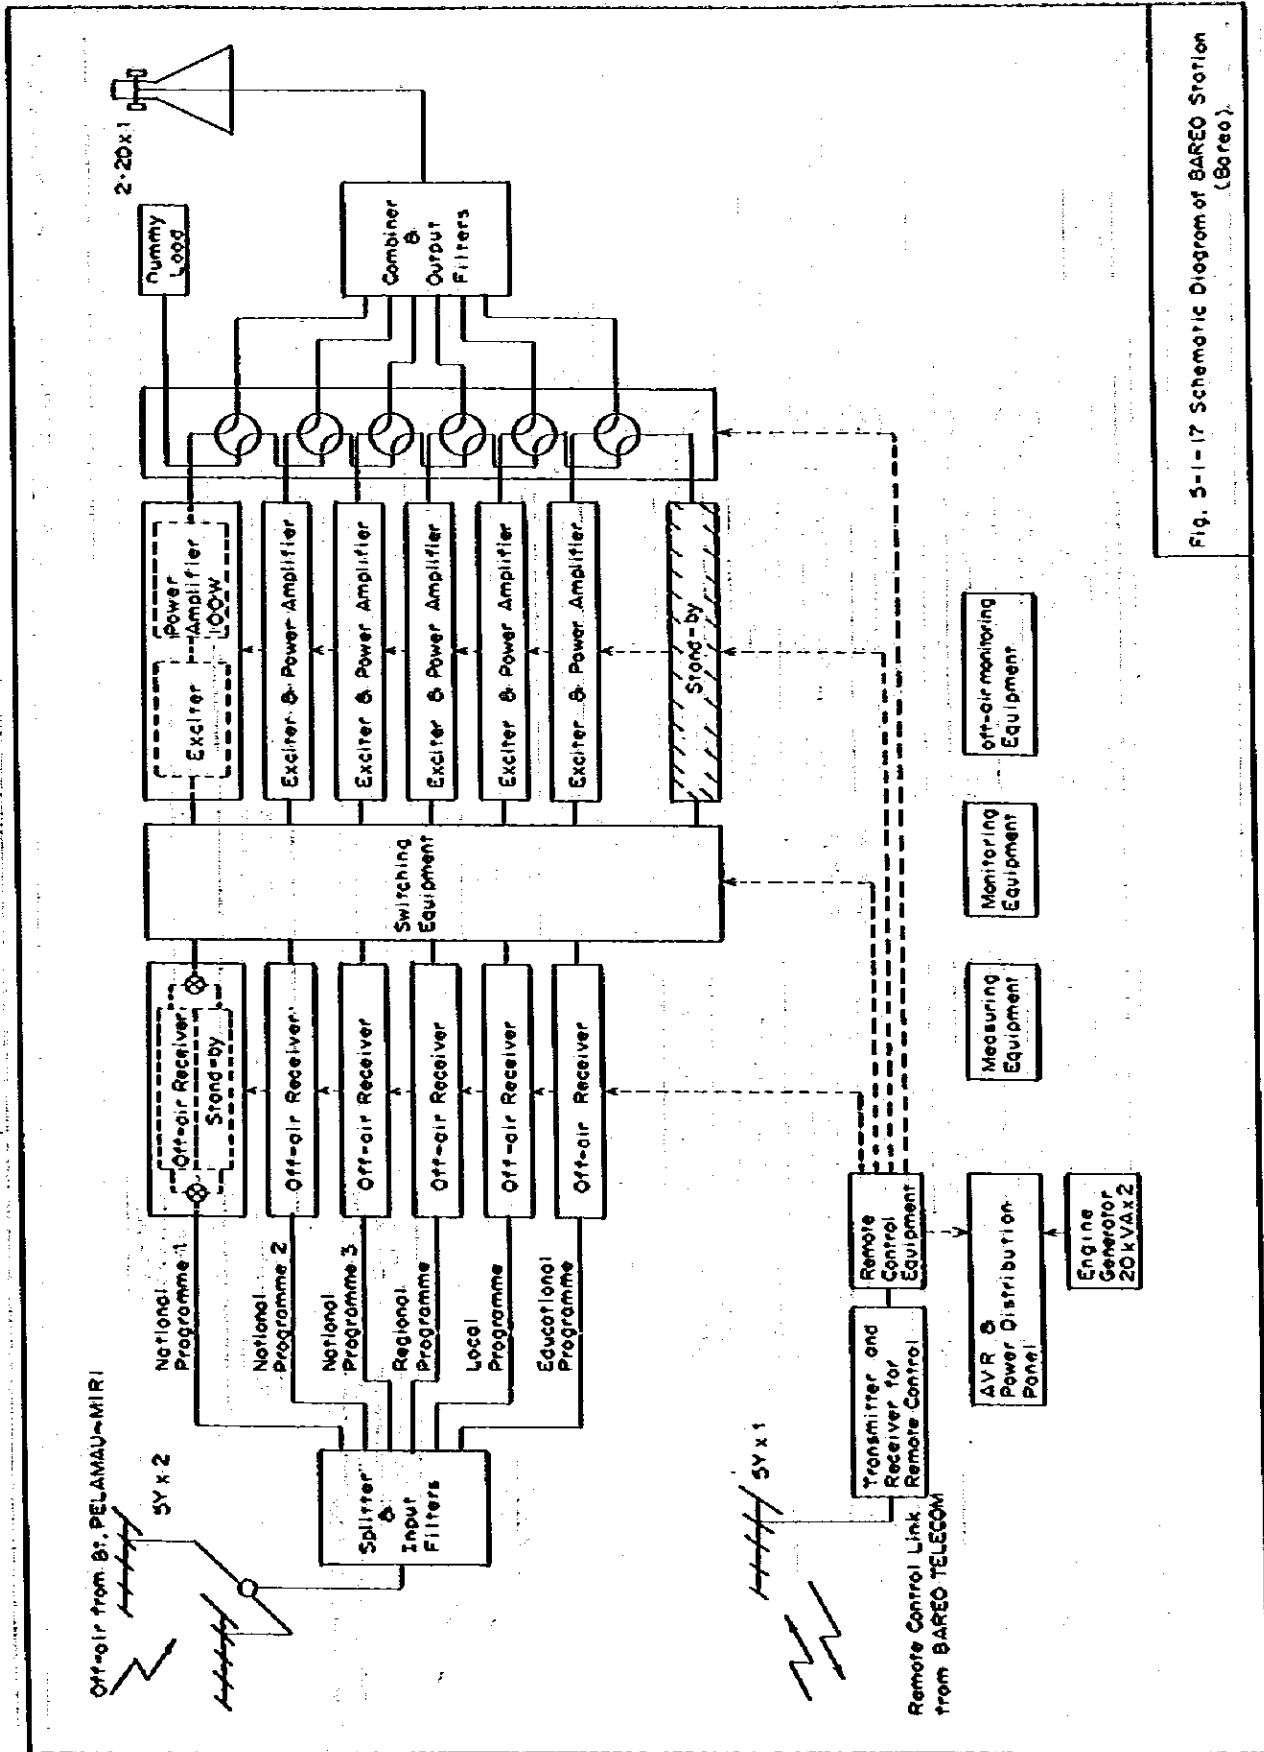 Off-air from Bt. PELAMAU-MIRI
5Y x 2
Splitter
&
Input
Filters
National
Programme 1
National
Programme 2
National
Programme 3
Regional
Programme
Local
Programme
Educational
Programme
Off-air Receiver
Stand-by
Off-air Receiver
Off-air Receiver
Off-air Receiver
Off-air Receiver
Off-air Receiver
Switching
Equipment
Exciter
Power
Amplifier
100W
Exciter & Power Amplifier
Exciter & Power Amplifier
Exciter & Power Amplifier
Exciter & Power Amplifier
Exciter & Power Amplifier
Stand-by
Dummy
Load
2-2D x 1
Combiner
&
Output
Filters
5Y x 1
Remote Control Link
from BAREO TELECOM
Transmitter and
Receiver for
Remote Control
Remote
Control
Equipment
AVR &
Power Distribution
Panel
Engine
Generator
20 kVA x 2
Measuring
Equipment
Monitoring
Equipment
Off-air monitoring
Equipment
Fig. 5-1-17 Schematic Diagram of BAREO Station
(Bareo)